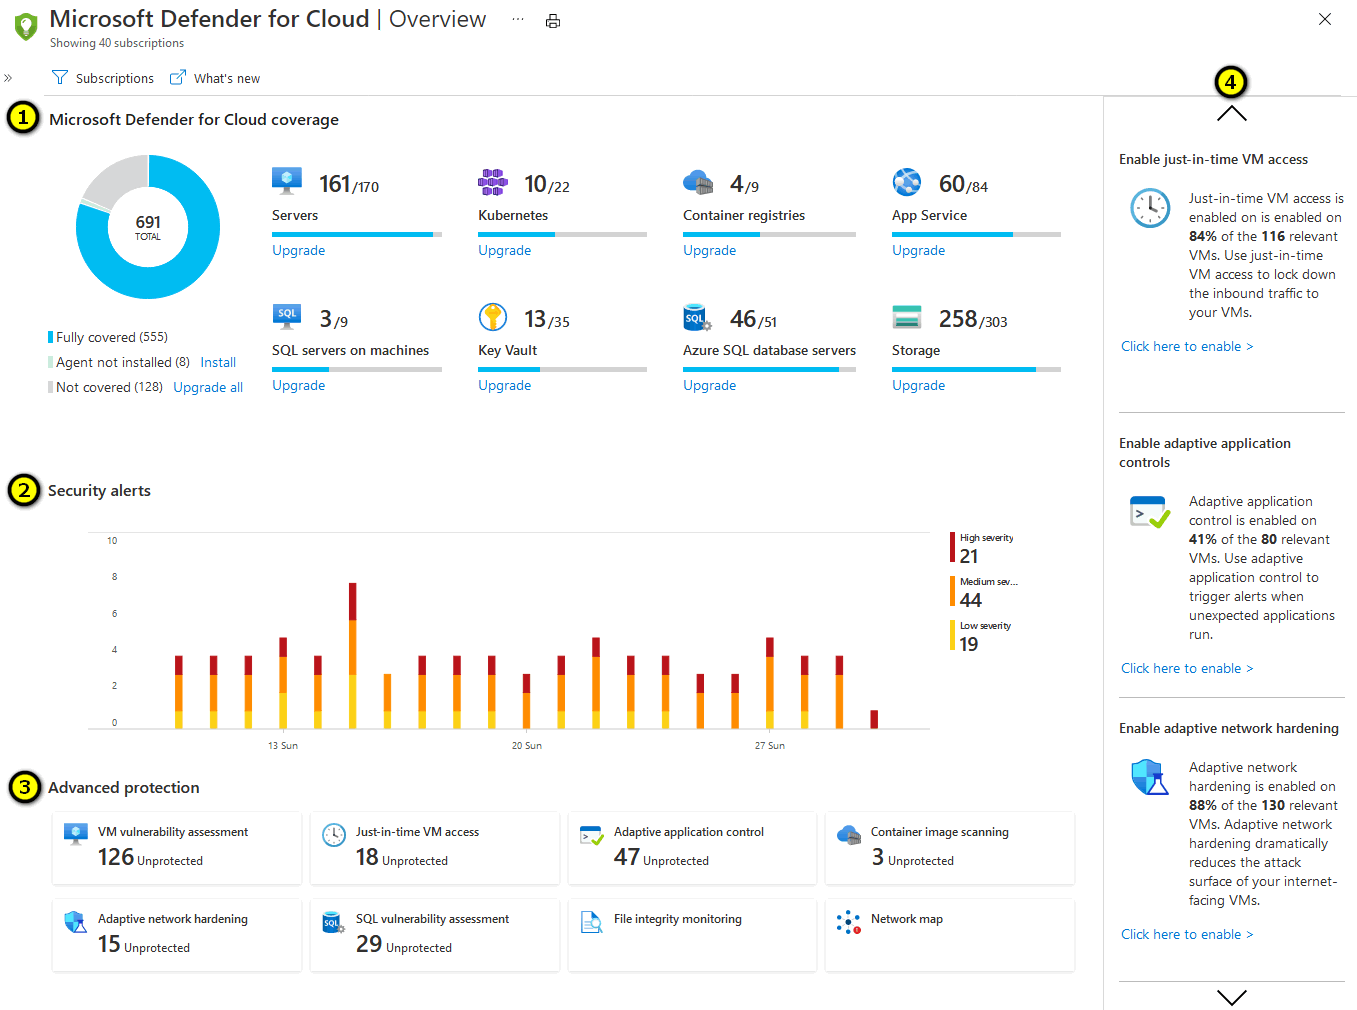 Microsoft Defender for Cloud | Overview ...
Showing 40 subscriptions
Subscriptions What's new
1 Microsoft Defender for Cloud coverage
691
TOTAL
Fully covered (555)
Agent not installed (8) Install
Not covered (128) Upgrade all
161/170
Servers
Upgrade
10/22
Kubernetes
Upgrade
4/9
Container registries
Upgrade
60/84
App Service
Upgrade
SQL
3/9
SQL servers on machines
Upgrade
13/35
Key Vault
Upgrade
SQL
46/51
Azure SQL database servers
Upgrade
258/303
Storage
Upgrade
2 Security alerts
10
8
6
4
2
0
13 Sun
20 Sun
27 Sun
High severity
21
Medium sev...
44
Low severity
19
3 Advanced protection
VM vulnerability assessment
126 Unprotected
Just-in-time VM access
18 Unprotected
Adaptive application control
47 Unprotected
Container image scanning
3 Unprotected
Adaptive network hardening
15 Unprotected
SQL
SQL vulnerability assessment
29 Unprotected
File integrity monitoring
Network map
4
Enable just-in-time VM access
Just-in-time VM access is
enabled on is enabled on
84% of the 116 relevant
VMs. Use just-in-time
VM access to lock down
the inbound traffic to
your VMs.
Click here to enable >
Enable adaptive application
controls
Adaptive application
control is enabled on
41% of the 80 relevant
VMs. Use adaptive
application control to
trigger alerts when
unexpected applications
run.
Click here to enable >
Enable adaptive network hardening
Adaptive network
hardening is enabled on
88% of the 130 relevant
VMs. Adaptive network
hardening dramatically
reduces the attack
surface of your internet-
facing VMs.
Click here to enable >